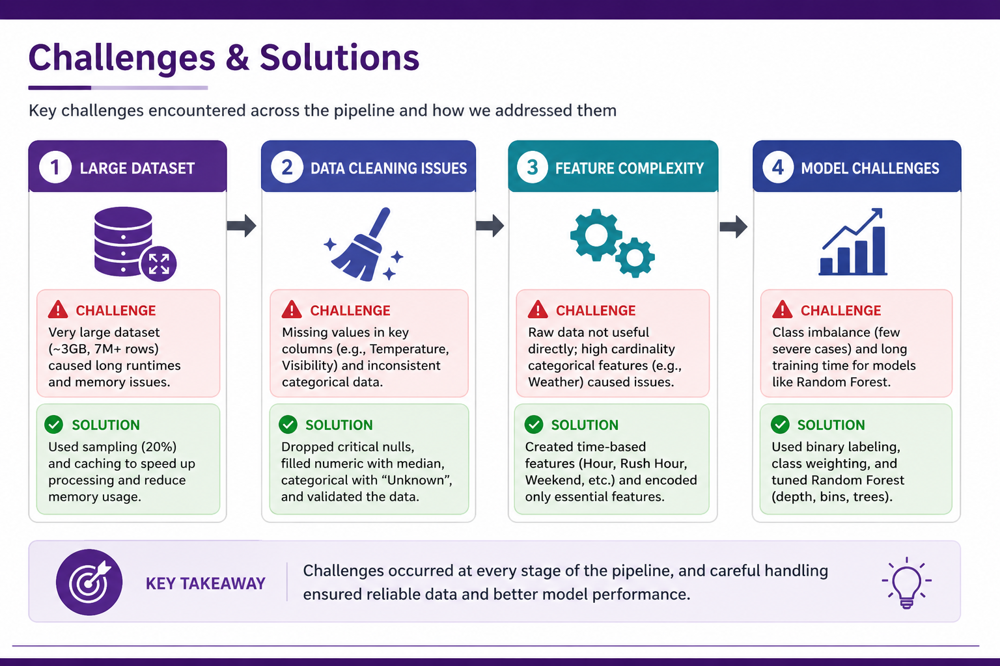 Challenges & Solutions
Key challenges encountered across the pipeline and how we addressed them
1 LARGE DATASET
CHALLENGE
Very large dataset
(~3GB, 7M+ rows)
caused long runtimes
and memory issues.
SOLUTION
Used sampling (20%)
and caching to speed up
processing and reduce
memory usage.
2 DATA CLEANING ISSUES
CHALLENGE
Missing values in key
columns (e.g., Temperature,
Visibility) and inconsistent
categorical data.
SOLUTION
Dropped critical nulls,
filled numeric with median,
categorical with “Unknown”,
and validated the data.
3 FEATURE COMPLEXITY
CHALLENGE
Raw data not useful
directly; high cardinality
categorical features (e.g.,
Weather) caused issues.
SOLUTION
Created time-based
features (Hour, Rush Hour,
Weekend, etc.) and encoded
only essential features.
4 MODEL CHALLENGES
CHALLENGE
Class imbalance (few
severe cases) and long
training time for models
like Random Forest.
SOLUTION
Used binary labeling,
class weighting, and
tuned Random Forest
(depth, bins, trees).
KEY TAKEAWAY
Challenges occurred at every stage of the pipeline, and careful handling
ensured reliable data and better model performance.